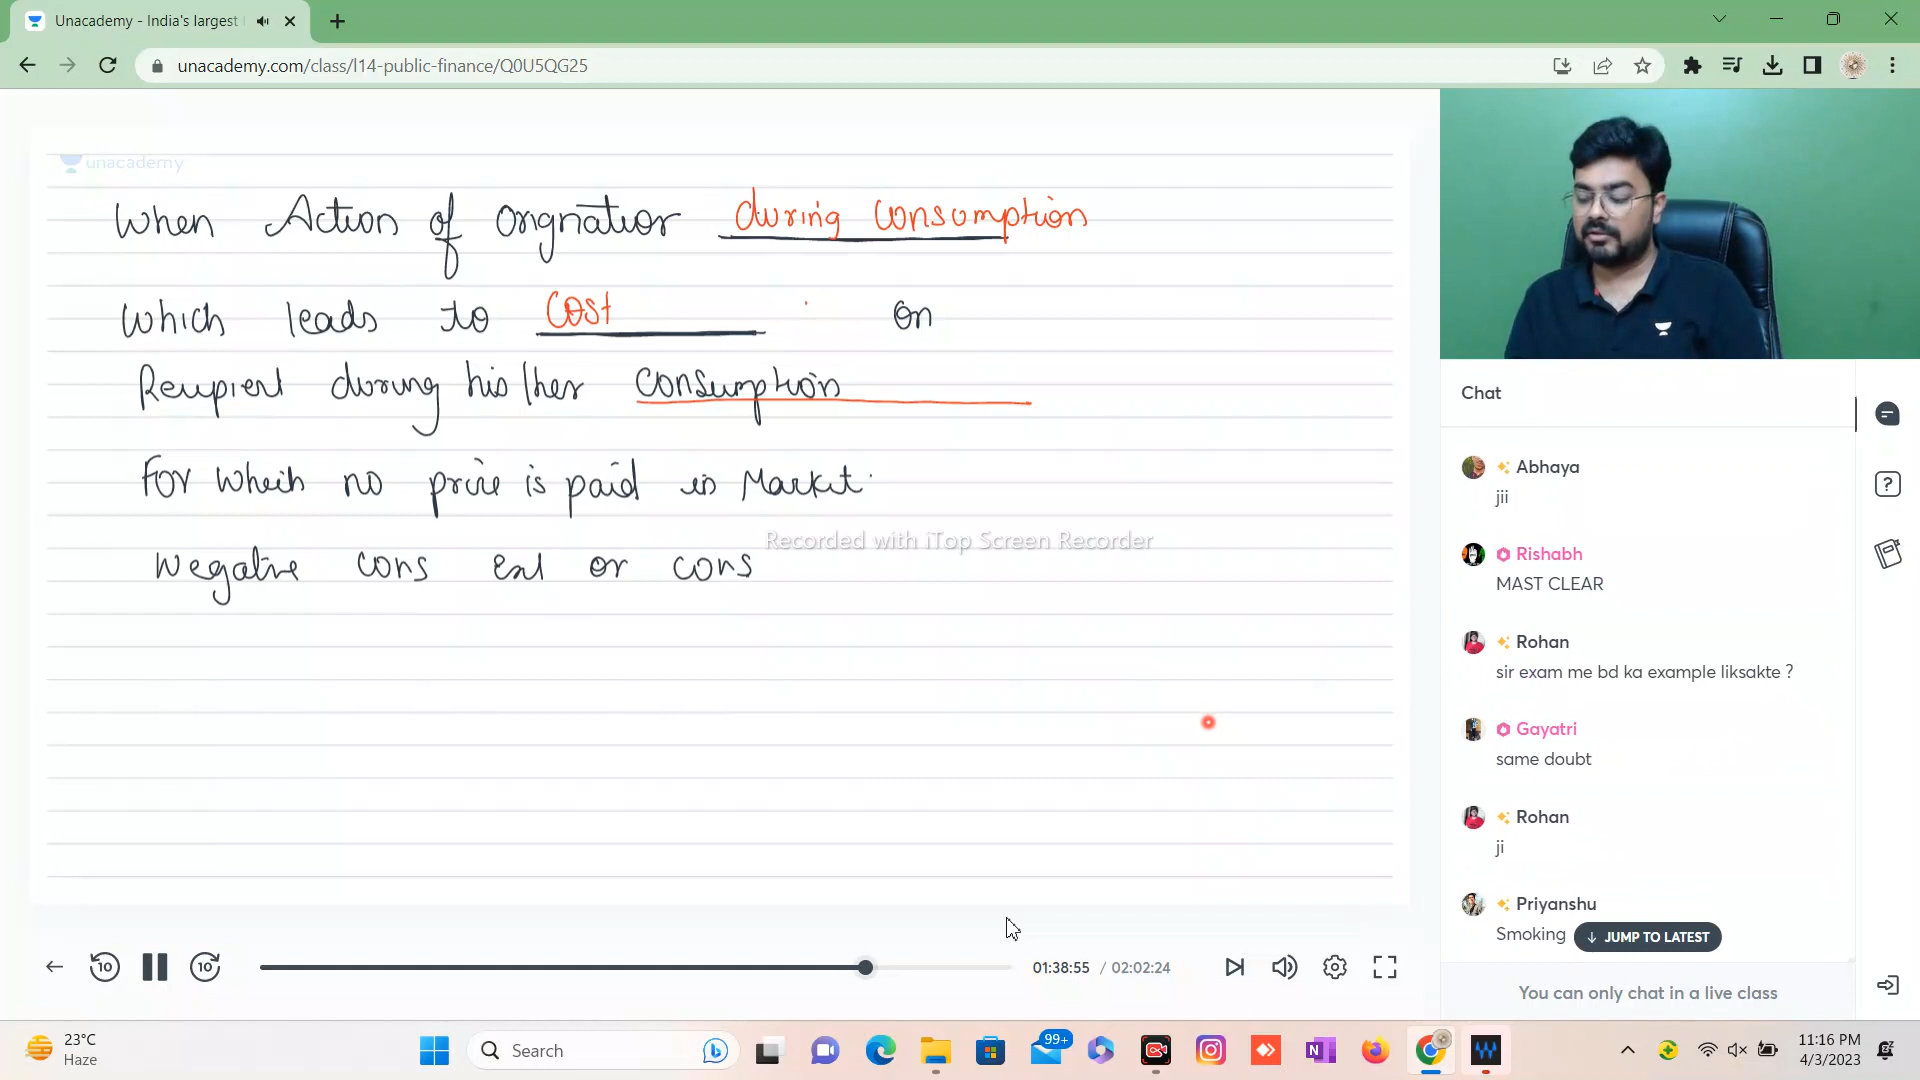 Unacademy - India's largest
unacademy.com/class/l14-public-finance/Q0U5QG25
unacademy
When Action of Orignatior during consumption
Which leads to cost on
during his/her consumption
For which no price is paid in Market.
Negative cons Ext or cons
Recorded with iTop Screen Recorder
Chat
Abhaya
jii
Rishabh
MAST CLEAR
Rohan
sir exam me bd ka example liksakte ?
Gayatri
same doubt
Rohan
ji
Priyanshu
Smoking
JUMP TO LATEST
You can only chat in a live class
10
10
01:38:55 / 02:02:24
23°C
Haze
Search
99+
11:16 PM
4/3/2023